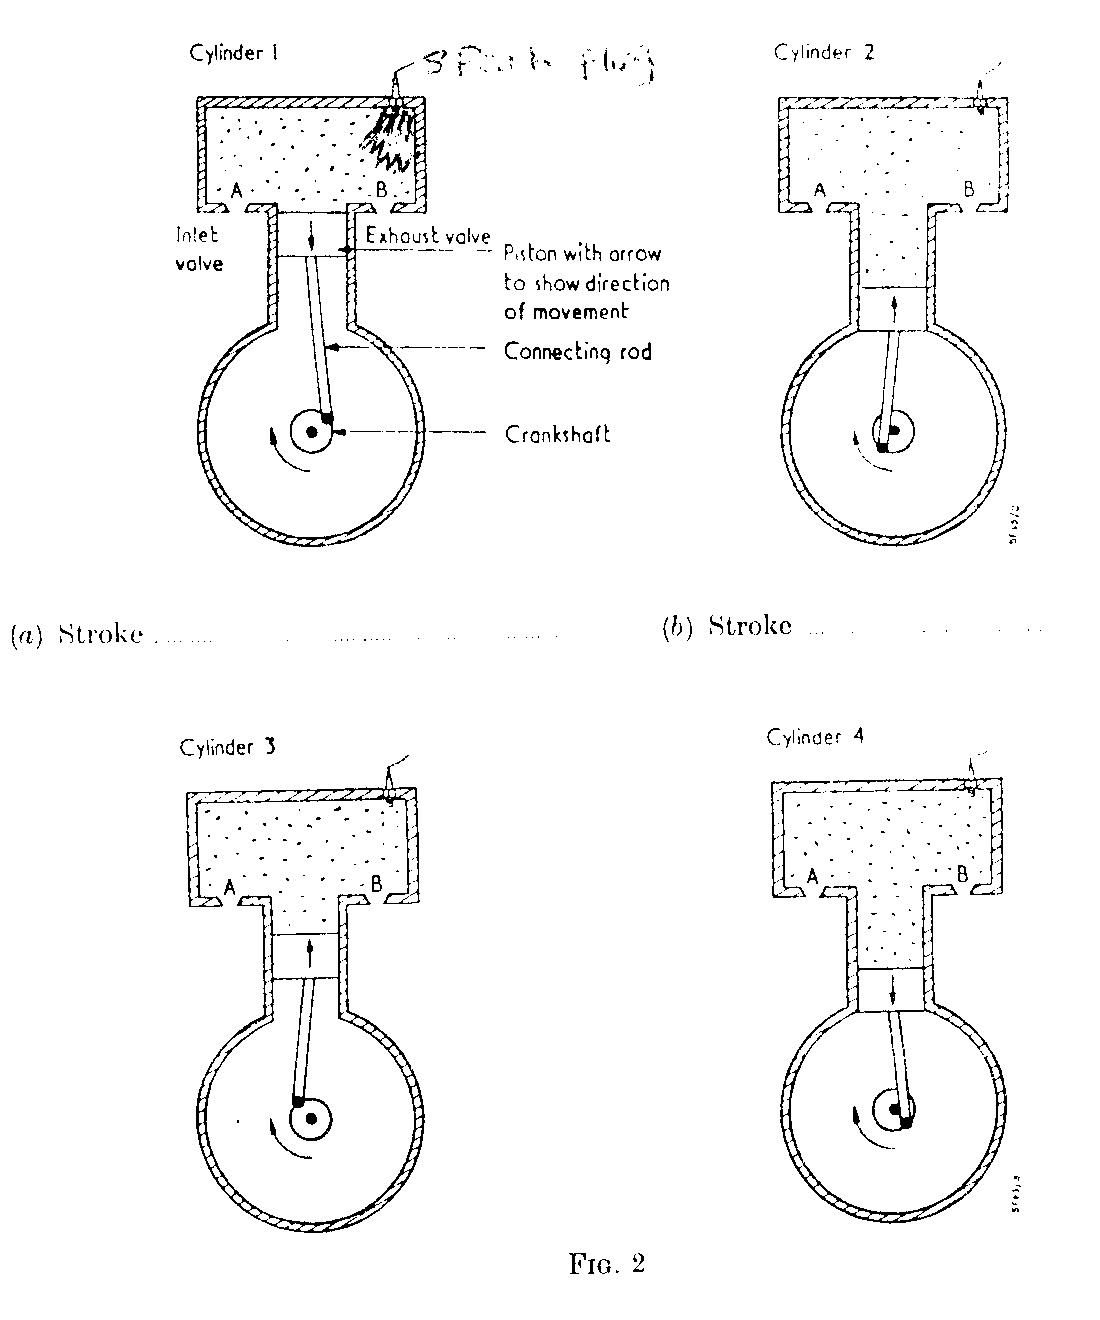 Cylinder 1
Spark plug
Cylinder 2
A
B
A
B
Inlet
valve
Exhaust valve
Piston with arrow
to show direction
of movement
Connecting rod
Crankshaft
(a) Stroke
(b) Stroke
Cylinder 3
Cylinder 4
A
B
A
B
FIG. 2